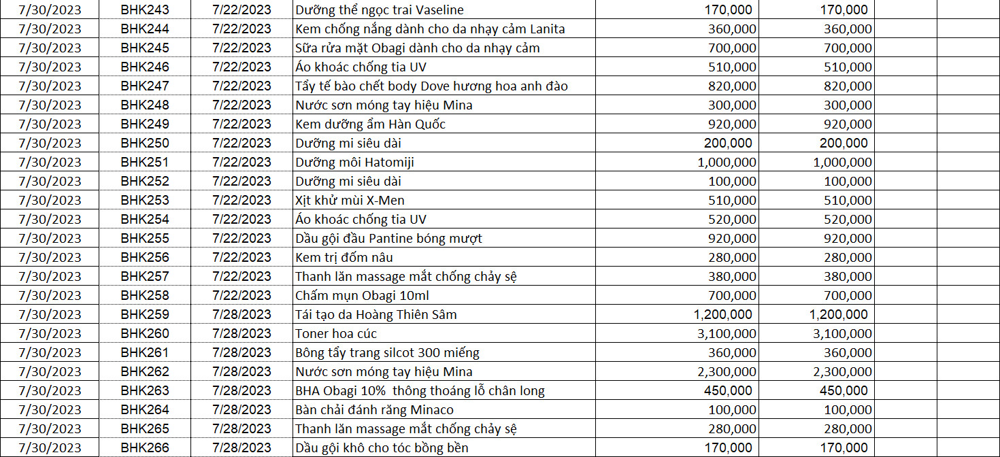 7/30/2023 BHK243 7/22/2023 Dưỡng thể ngọc trai Vaseline 170,000 170,000
7/30/2023 BHK244 7/22/2023 Kem chống nắng dành cho da nhạy cảm Lanita 360,000 360,000
7/30/2023 BHK245 7/22/2023 Sữa rửa mặt Obagi dành cho da nhạy cảm 700,000 700,000
7/30/2023 BHK246 7/22/2023 Áo khoác chống tia UV 510,000 510,000
7/30/2023 BHK247 7/22/2023 Tẩy tế bào chết body Dove hương hoa anh đào 820,000 820,000
7/30/2023 BHK248 7/22/2023 Nước sơn móng tay hiệu Mina 300,000 300,000
7/30/2023 BHK249 7/22/2023 Kem dưỡng ẩm Hàn Quốc 920,000 920,000
7/30/2023 BHK250 7/22/2023 Dưỡng mi siêu dài 200,000 200,000
7/30/2023 BHK251 7/22/2023 Dưỡng môi Hatomiji 1,000,000 1,000,000
7/30/2023 BHK252 7/22/2023 Dưỡng mi siêu dài 100,000 100,000
7/30/2023 BHK253 7/22/2023 Xịt khử mùi X-Men 510,000 510,000
7/30/2023 BHK254 7/22/2023 Áo khoác chống tia UV 520,000 520,000
7/30/2023 BHK255 7/22/2023 Dầu gội đầu Pantine bóng mượt 920,000 920,000
7/30/2023 BHK256 7/22/2023 Kem trị đốm nâu 280,000 280,000
7/30/2023 BHK257 7/22/2023 Thanh lăn massage mắt chống chảy sệ 380,000 380,000
7/30/2023 BHK258 7/22/2023 Chấm mụn Obagi 10ml 700,000 700,000
7/30/2023 BHK259 7/28/2023 Tái tạo da Hoàng Thiên Sâm 1,200,000 1,200,000
7/30/2023 BHK260 7/28/2023 Toner hoa cúc 3,100,000 3,100,000
7/30/2023 BHK261 7/28/2023 Bông tẩy trang silcot 300 miếng 360,000 360,000
7/30/2023 BHK262 7/28/2023 Nước sơn móng tay hiệu Mina 2,300,000 2,300,000
7/30/2023 BHK263 7/28/2023 BHA Obagi 10%  thông thoáng lỗ chân long 450,000 450,000
7/30/2023 BHK264 7/28/2023 Bàn chải đánh răng Minaco 100,000 100,000
7/30/2023 BHK265 7/28/2023 Thanh lăn massage mắt chống chảy sệ 280,000 280,000
7/30/2023 BHK266 7/28/2023 Dầu gội khô cho tóc bồng bền 170,000 170,000